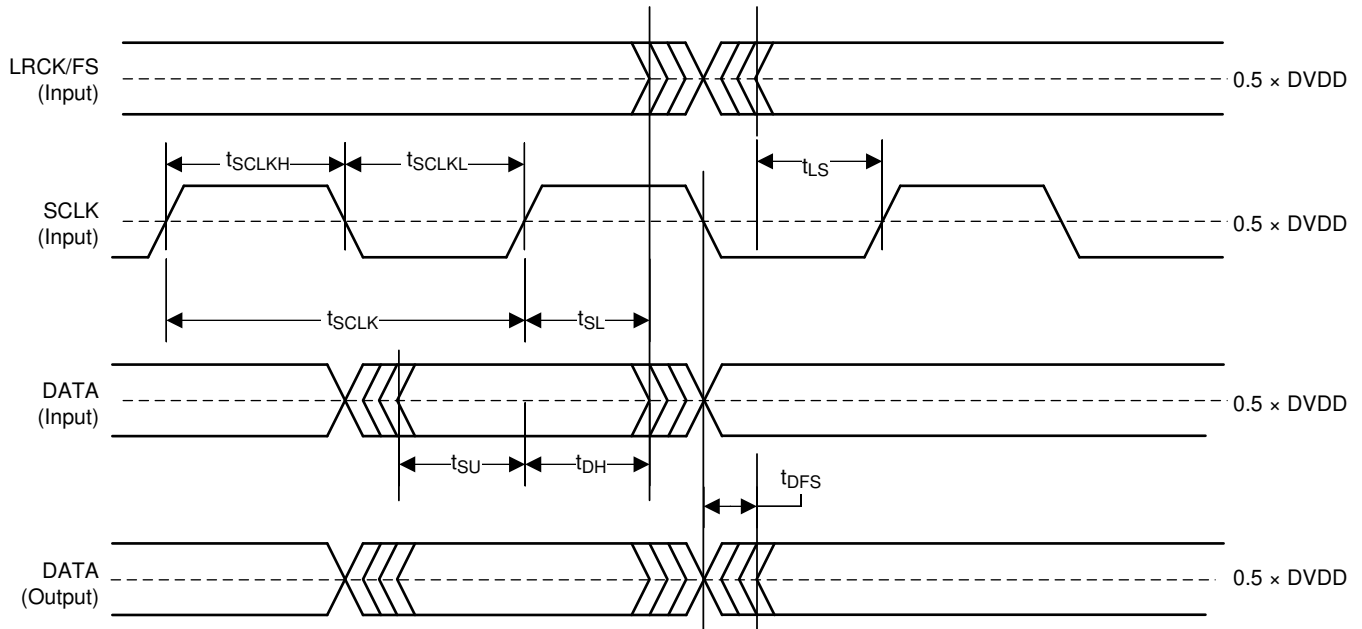 LRCK/FS
(Input)
0.5 × DVDD
tSCLKH
tSCLKL
tLS
SCLK
(Input)
0.5 × DVDD
tSCLK
tSL
DATA
(Input)
0.5 × DVDD
tSU
tDH
tDFS
DATA
(Output)
0.5 × DVDD